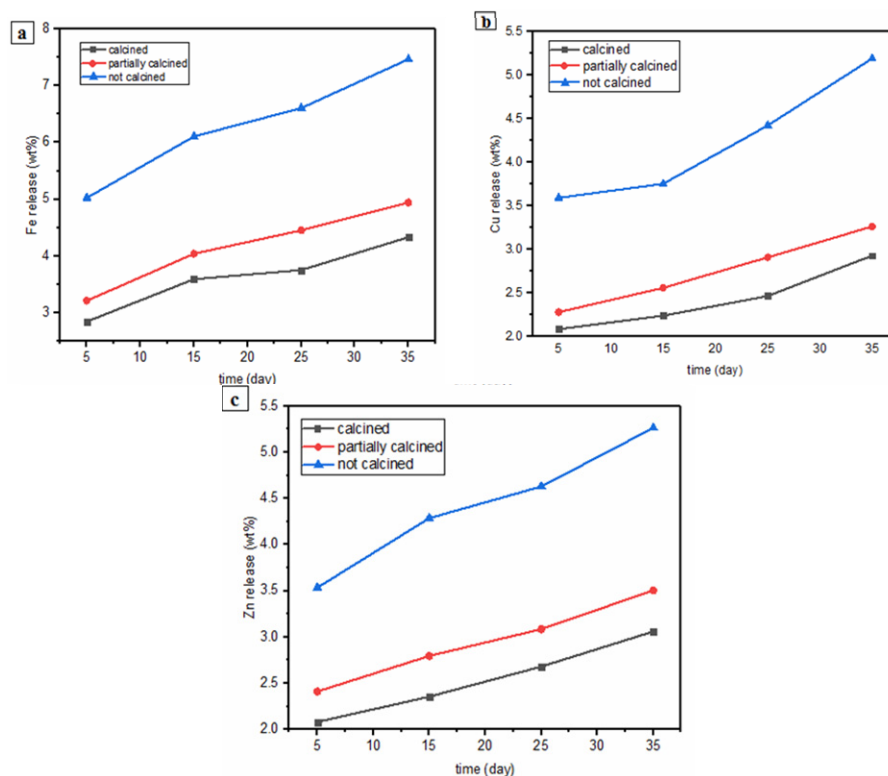 a
calcined
partially calcined
not calcined
Fe release (wt%)
8
7
6
5
4
3
5 10 15 20 25 30 35
time (day)
b
calcined
partially calcined
not calcined
Cu release (wt%)
5.5
5.0
4.5
4.0
3.5
3.0
2.5
2.0
5 10 15 20 25 30 35
time (day)
c
calcined
partially calcined
not calcined
Zn release (wt%)
5.5
5.0
4.5
4.0
3.5
3.0
2.5
2.0
5 10 15 20 25 30 35
time (day)